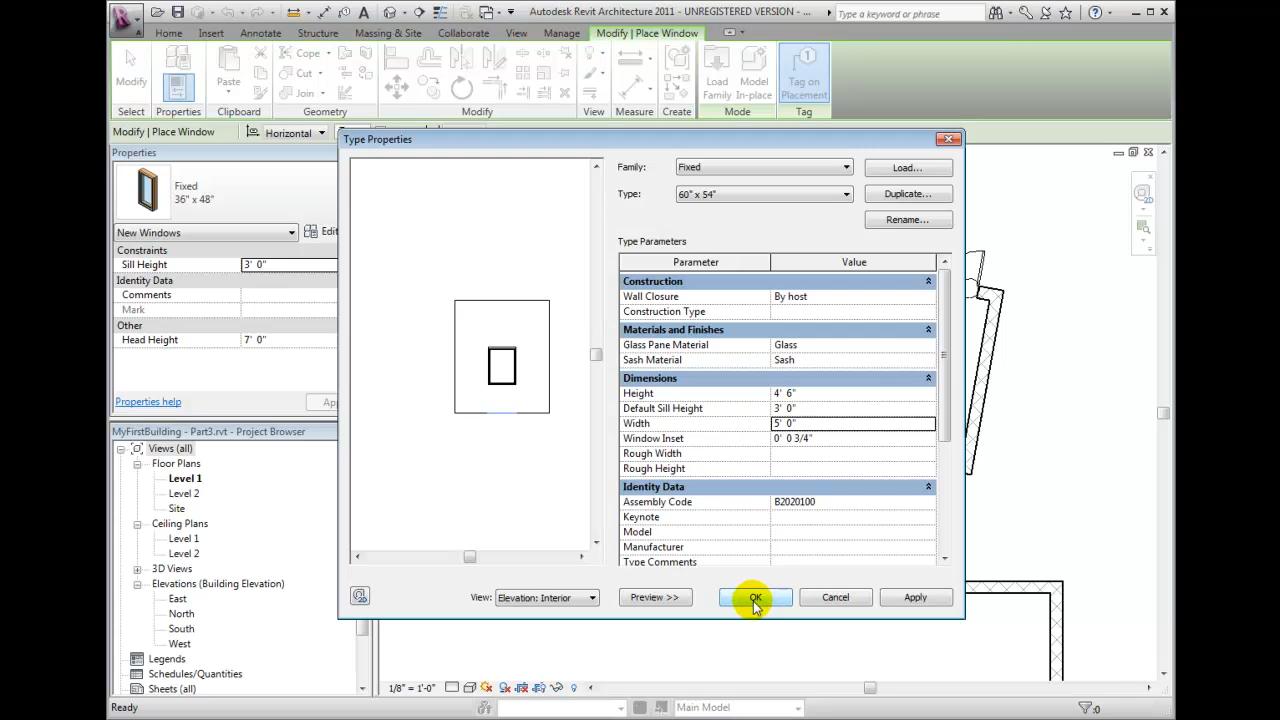 Autodesk Revit Architecture 2011 - UNREGISTERED VERSION - ...
Type a keyword or phrase
Home Insert Annotate Structure Massing & Site Collaborate View Manage Modify | Place Window
Modify
Paste
Cope
Cut
Join
Load Family
Model In-place
Tag on Placement
Select Properties Clipboard Geometry Modify View Measure Create Mode Tag
Modify | Place Window
Horizontal
Properties
Fixed
36" x 48"
New Windows
Edit
Constraints
Sill Height 3' 0"
Identity Data
Comments
Mark
Other
Head Height 7' 0"
Properties help
MyFirstBuilding - Part3.rvt - Project Browser
Views (all)
Floor Plans
Level 1
Level 2
Site
Ceiling Plans
Level 1
Level 2
3D Views
Elevations (Building Elevation)
East
North
South
West
Legends
Schedules/Quantities
Sheets (all)
Type Properties
Family: Fixed Load...
Type: 60" x 54" Duplicate...
Rename...
Type Parameters
Parameter Value
Construction
Wall Closure By host
Construction Type
Materials and Finishes
Glass Pane Material Glass
Sash Material Sash
Dimensions
Height 4' 6"
Default Sill Height 3' 0"
Width 5' 0"
Window Inset 0' 0 3/4"
Rough Width
Rough Height
Identity Data
Assembly Code B2020100
Keynote
Model
Manufacturer
Type Comments
View: Elevation: Interior Preview >> OK Cancel Apply
1/8" = 1'-0"
Ready
Main Model
:0